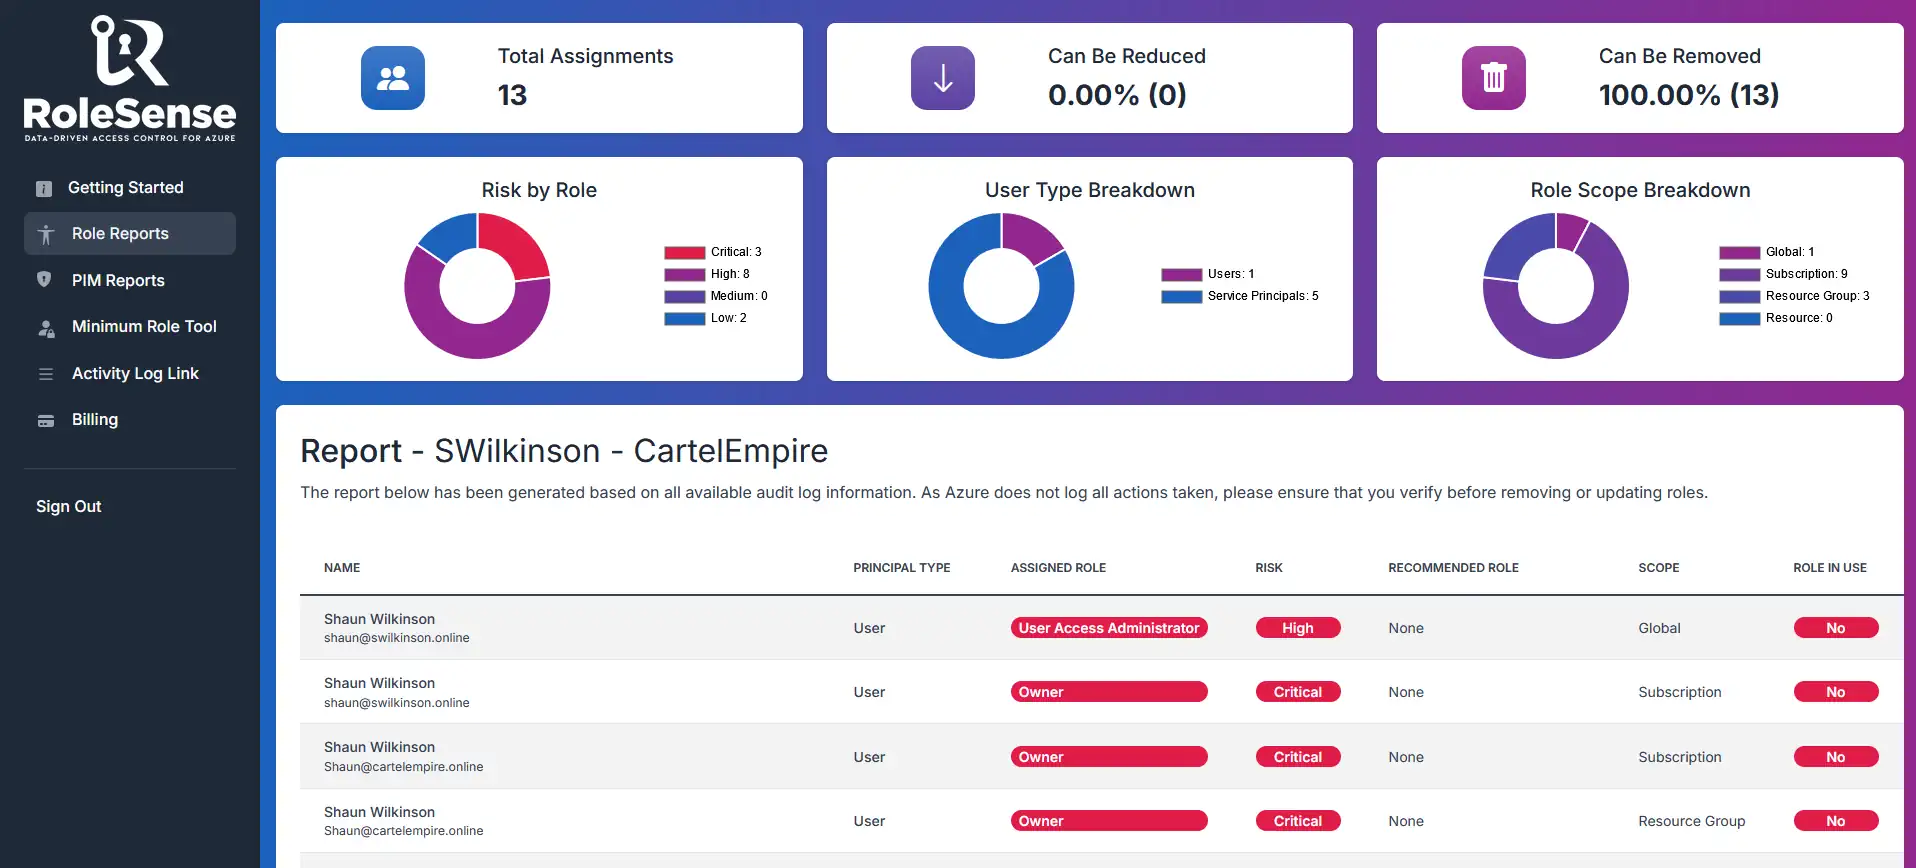 RoleSense
DATA-DRIVEN ACCESS CONTROL FOR AZURE
Getting Started
Role Reports
PIM Reports
Minimum Role Tool
Activity Log Link
Billing
Sign Out
Total Assignments
13
Can Be Reduced
0.00% (0)
Can Be Removed
100.00% (13)
Risk by Role
Critical: 3
High: 8
Medium: 0
Low: 2
User Type Breakdown
Users: 1
Service Principals: 5
Role Scope Breakdown
Global: 1
Subscription: 9
Resource Group: 3
Resource: 0
Report - SWilkinson - CartelEmpire
The report below has been generated based on all available audit log information. As Azure does not log all actions taken, please ensure that you verify before removing or updating roles.
NAME PRINCIPAL TYPE ASSIGNED ROLE RISK RECOMMENDED ROLE SCOPE ROLE IN USE
Shaun Wilkinson
shaun@swilkinson.online
User User Access Administrator High None Global No
Shaun Wilkinson
shaun@swilkinson.online
User Owner Critical None Subscription No
Shaun Wilkinson
Shaun@cartelempire.online
User Owner Critical None Subscription No
Shaun Wilkinson
Shaun@cartelempire.online
User Owner Critical None Resource Group No